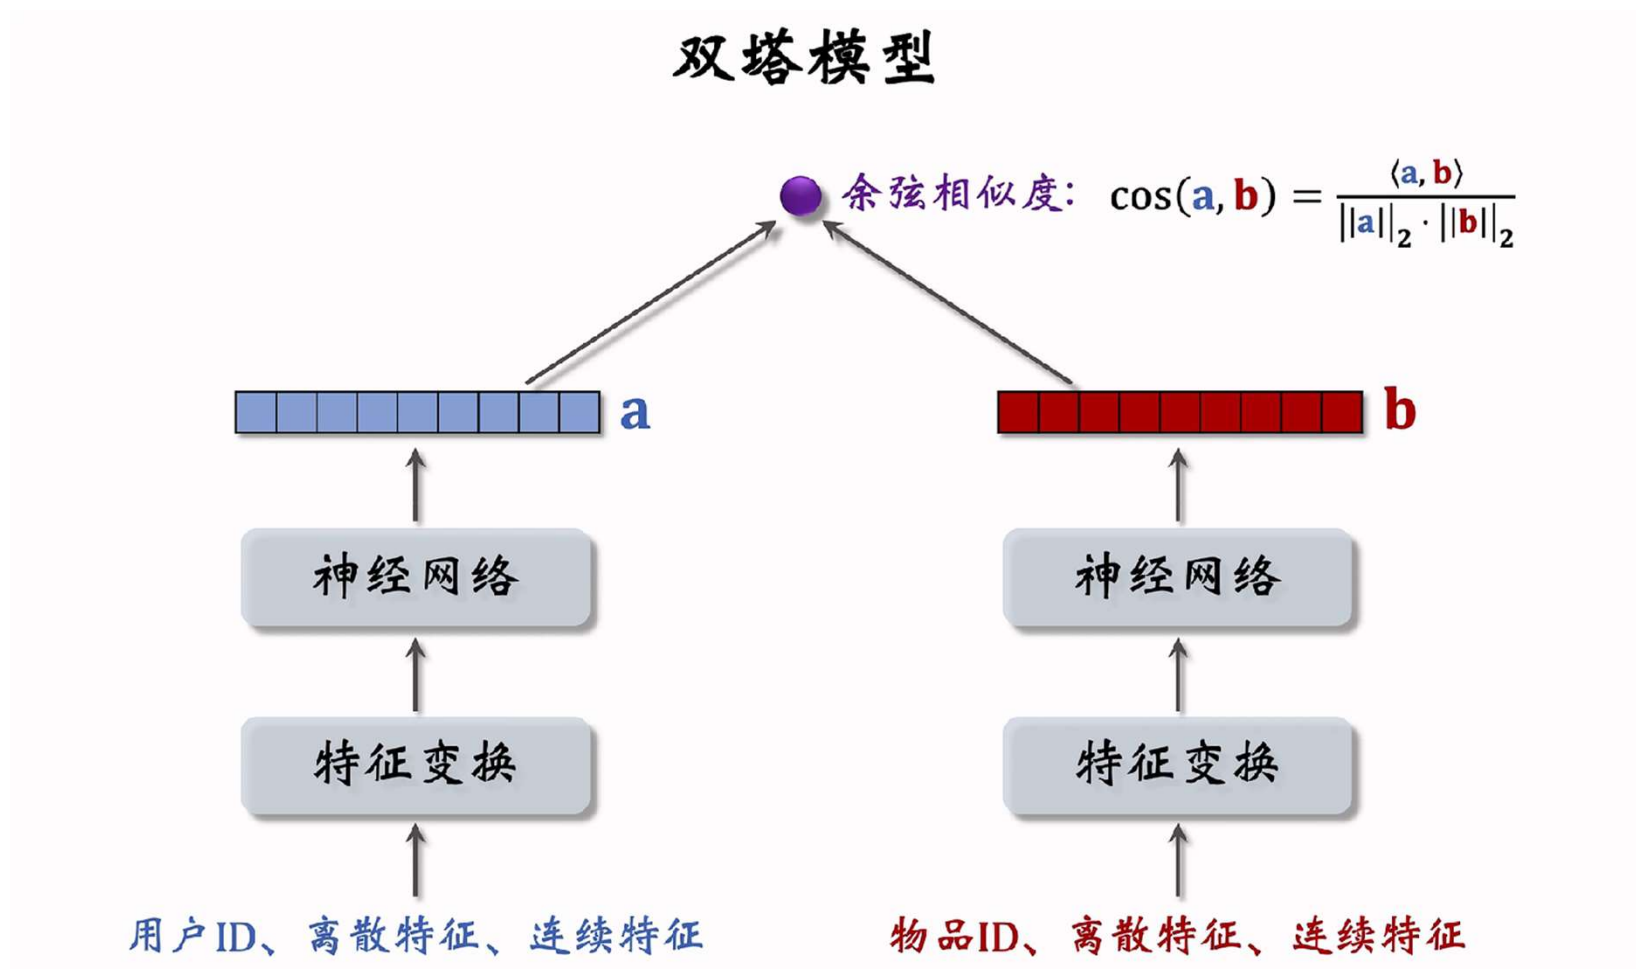 双塔模型
余弦相似度: cos(a, b) = ⟨a, b⟩ / ||a||₂ · ||b||₂
a
b
神经网络
神经网络
特征变换
特征变换
用户ID、离散特征、连续特征
物品ID、离散特征、连续特征